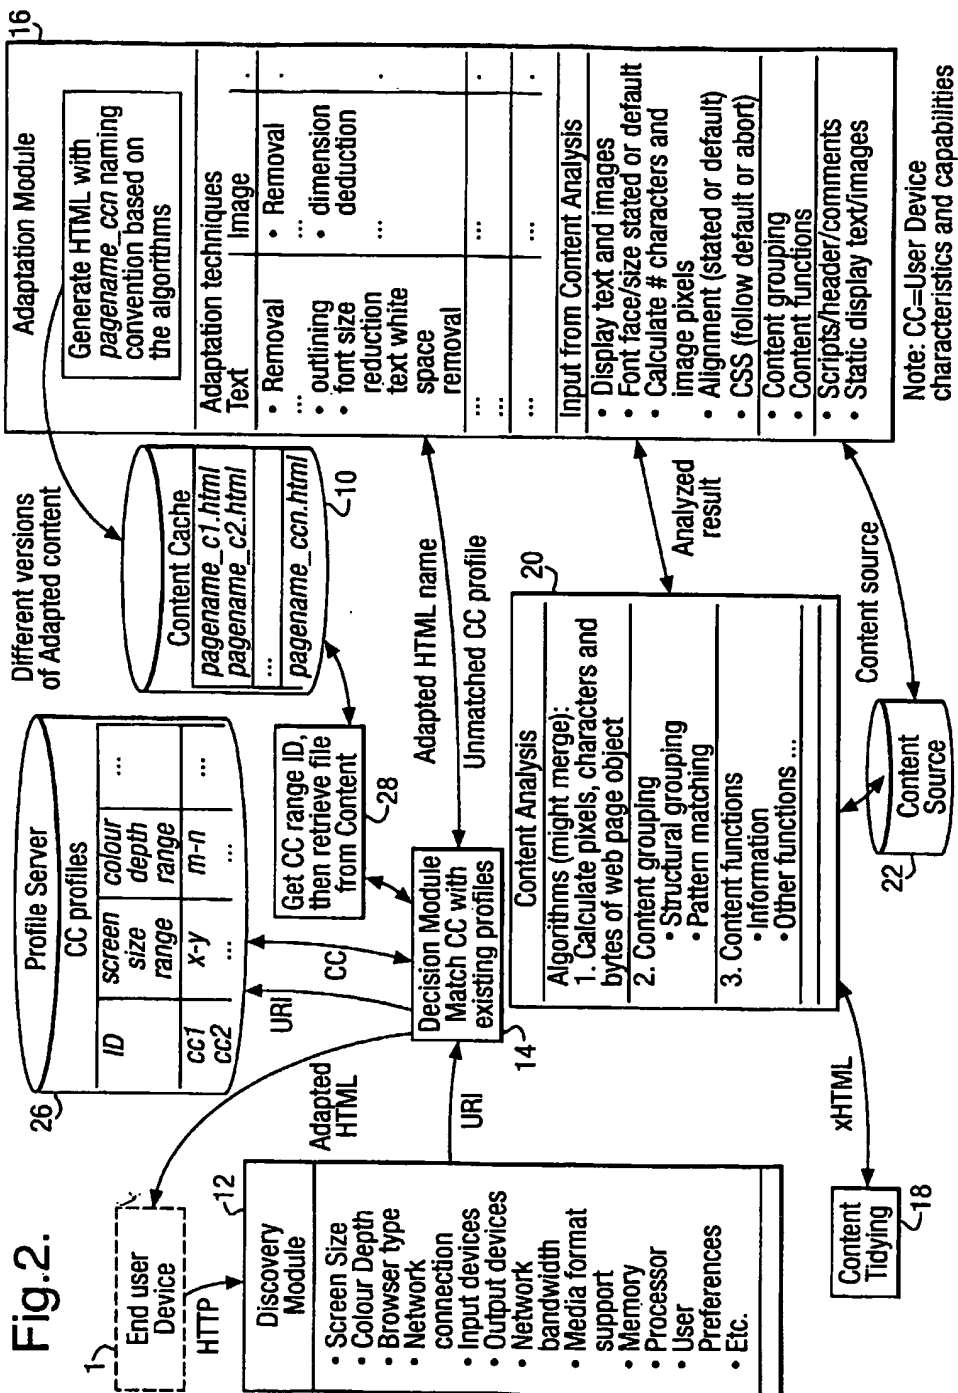 Fig.2.
1
End user
Device
HTTP
12
Discovery
Module
• Screen Size
• Colour Depth
• Browser type
• Network
connection
• Input devices
• Output devices
• Network
bandwidth
• Media format
support
• Memory
• Processor
• User
Preferences
• Etc.
26
Profile Server
CC profiles
ID
screen
size
range
colour
depth
range
...
cc1
x-y
m-n
...
cc2
...
...
Adapted
HTML
URI
CC
URI
Decision Module
Match CC with
existing profiles
14
Get CC range ID,
then retrieve file
from Content
28
Different versions
of Adapted content
Content Cache
pagename_c1.html
pagename_c2.html
...
pagename_ccn.html
10
Adapted HTML name
Unmatched CC profile
Content Tidying
18
xHTML
Content Analysis
20
Algorithms (might merge):
1. Calculate pixels, characters and
bytes of web page object
2. Content grouping
• Structural grouping
• Pattern matching
3. Content functions
• Information
• Other functions ...
Analyzed
result
Content
Source
22
Content source
Adaptation Module
16
Generate HTML with
pagename_ccn naming
convention based on
the algorithms
Adaptation techniques
Text
Image
.
• Removal
• Removal
.
...
...
• outlining
• dimension
deduction
.
• font size
reduction
...
text white
space
removal
...
...
.
...
...
...
.
Input from Content Analysis
• Display text and images
• Font face/size stated or default
• Calculate # characters and
image pixels
• Alignment (stated or default)
• CSS (follow default or abort)
• Content grouping
• Content functions
• Scripts/header/comments
• Static display text/images
Note: CC=User Device
characteristics and capabilities